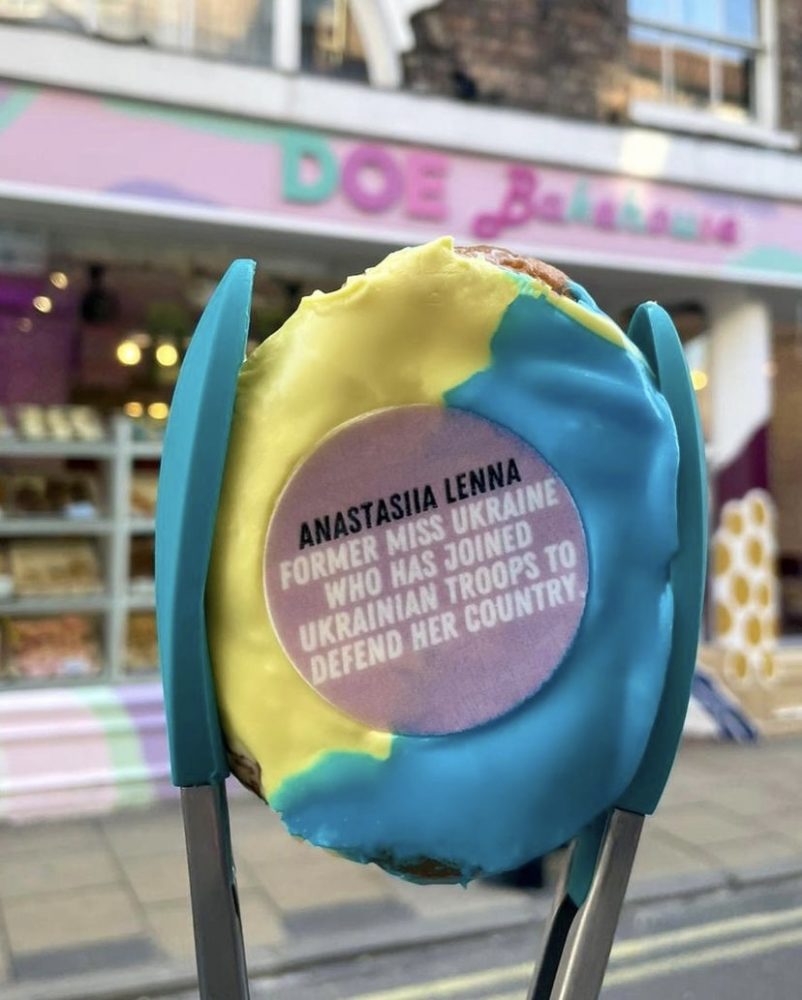 DOE Bakehouse
ANASTASIIA LENNA
FORMER MISS UKRAINE
WHO HAS JOINED
UKRAINIAN TROOPS TO
DEFEND HER COUNTRY.